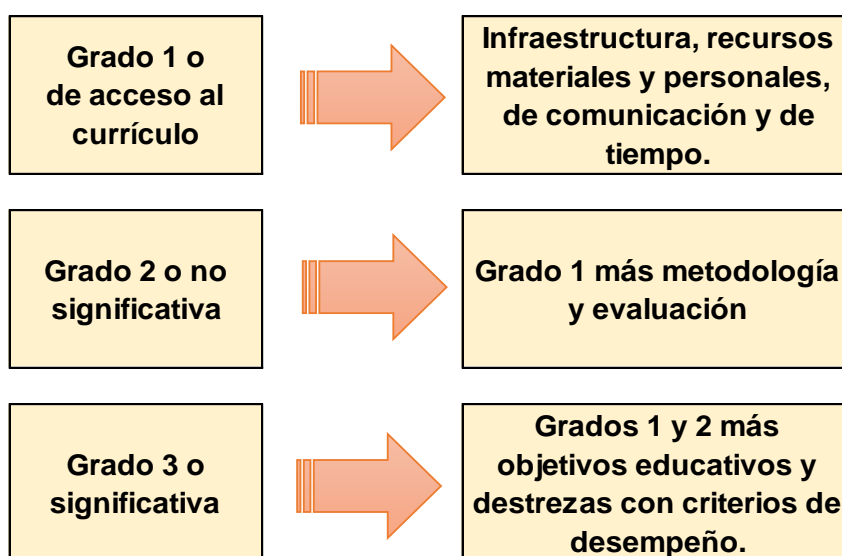 Grado 1 o
de acceso al
currículo
Infraestructura, recursos
materiales y personales,
de comunicación y de
tiempo.
Grado 2 o no
significativa
Grado 1 más metodología
y evaluación
Grado 3 o
significativa
Grados 1 y 2 más
objetivos educativos y
destrezas con criterios de
desempeño.